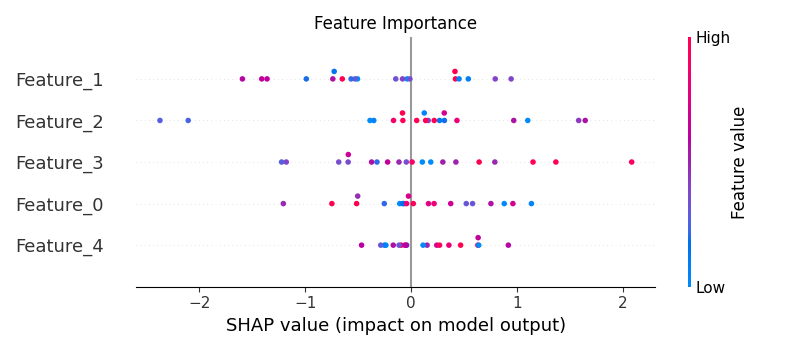 Feature Importance
High
Feature_1
Feature_2
Feature_3
Feature_0
Feature_4
Feature value
Low
−2
−1
0
1
2
SHAP value (impact on model output)